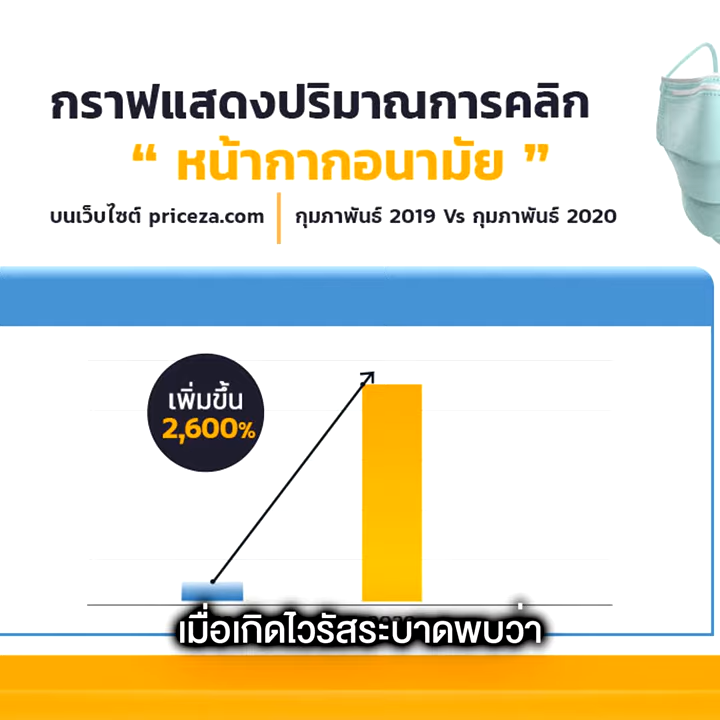 กราฟแสดงปริมาณการคลิก
“ หน้ากากอนามัย ”
บนเว็บไซต์ priceza.com | กุมภาพันธ์ 2019 Vs กุมภาพันธ์ 2020
เพิ่มขึ้น
2,600%
เมื่อเกิดไวรัสระบาดพบว่า